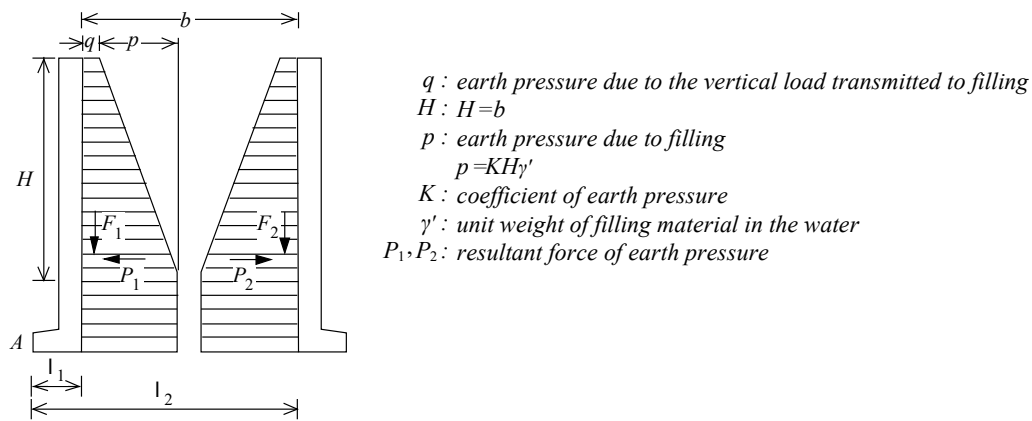 b
q p
H
F1
F2
P1
P2
A
l1
l2
q : earth pressure due to the vertical load transmitted to filling
H : H=b
p : earth pressure due to filling
p=KHγ'
K : coefficient of earth pressure
γ' : unit weight of filling material in the water
P1, P2 : resultant force of earth pressure